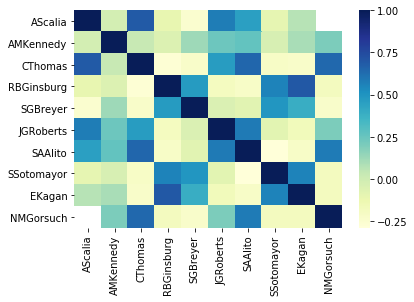 AScalia
AMKennedy
CThomas
RBGinsburg
SGBreyer
JGRoberts
SAAlito
SSotomayor
EKagan
NMGorsuch
AScalia
AMKennedy
CThomas
RBGinsburg
SGBreyer
JGRoberts
SAAlito
SSotomayor
EKagan
NMGorsuch
1.00
0.75
0.50
0.25
0.00
−0.25